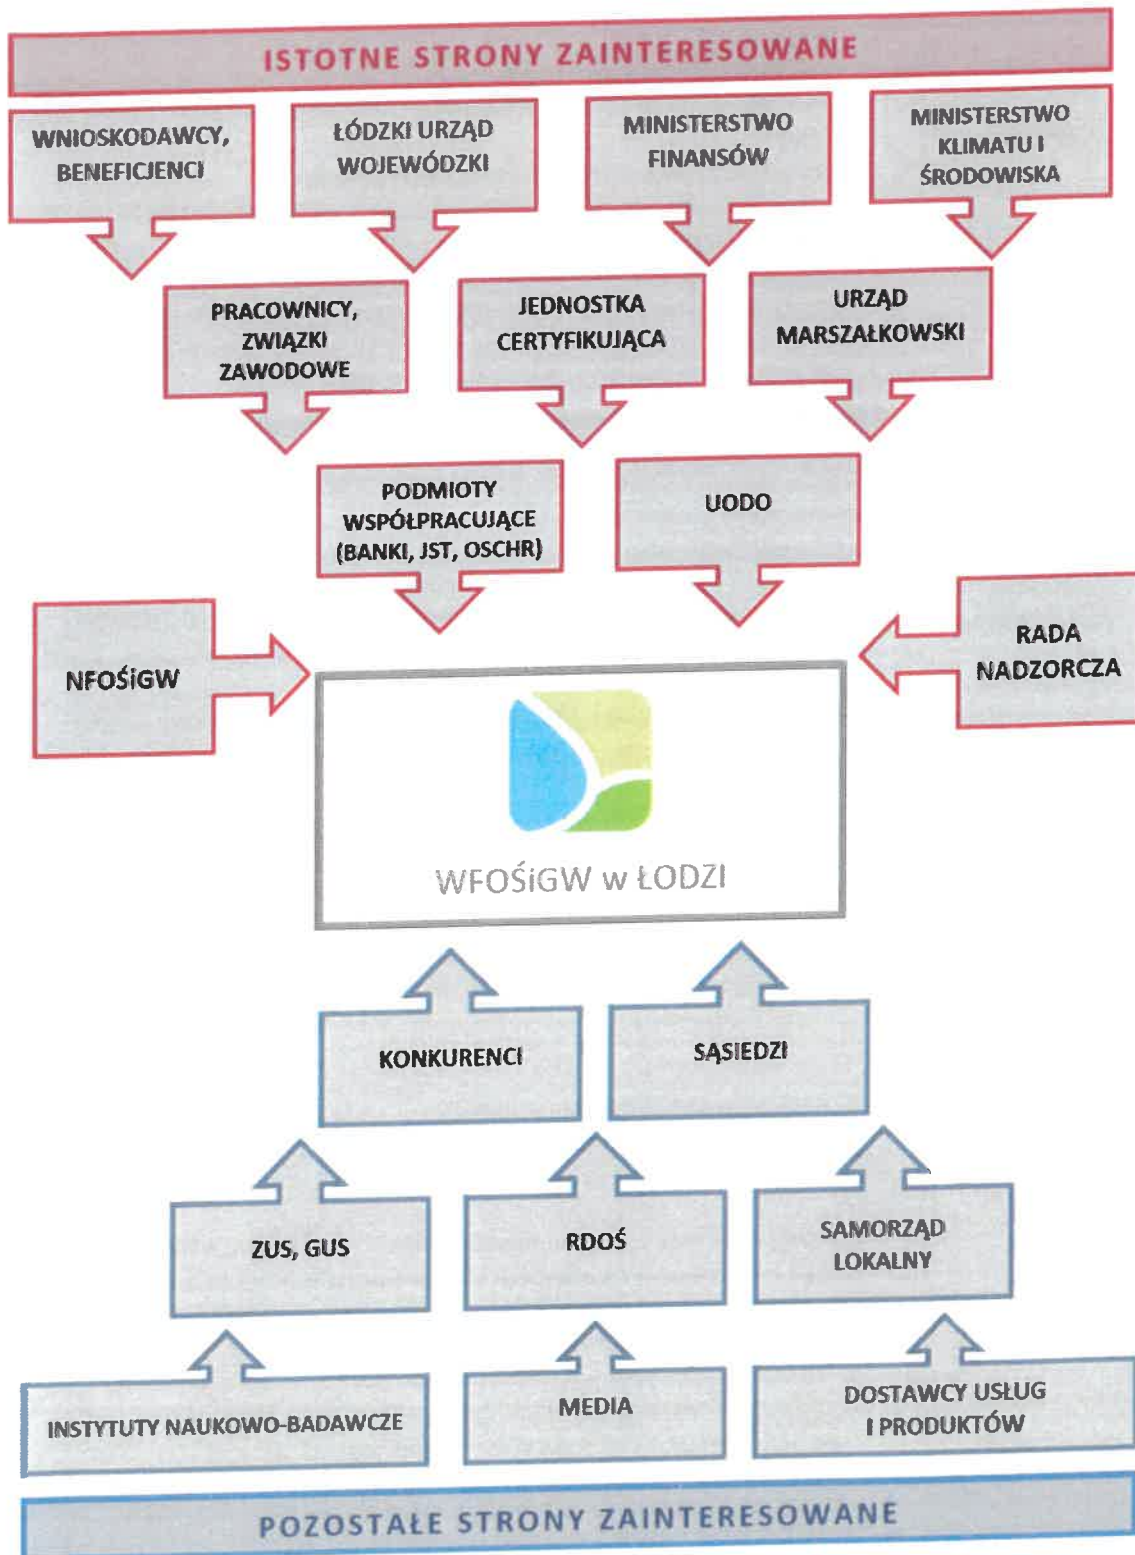 ISTOTNE STRONY ZAINTERESOWANE
WNIOSKODAWCY,
BENEFICJENCI
ŁÓDZKI URZĄD
WOJEWÓDZKI
MINISTERSTWO
FINANSÓW
MINISTERSTWO
KLIMATU I
ŚRODOWISKA
PRACOWNICY,
ZWIĄZKI
ZAWODOWE
JEDNOSTKA
CERTYFIKUJĄCA
URZĄD
MARSZAŁKOWSKI
PODMIOTY
WSPÓŁPRACUJĄCE
(BANKI, JST, OSCHR)
UODO
NFOŚiGW
RADA
NADZORCZA
WFOŚiGW w ŁODZI
KONKURENCI
SĄSIEDZI
ZUS, GUS
RDOŚ
SAMORZĄD
LOKALNY
INSTYTUTY NAUKOWO-BADAWCZE
MEDIA
DOSTAWCY USŁUG
I PRODUKTÓW
POZOSTAŁE STRONY ZAINTERESOWANE